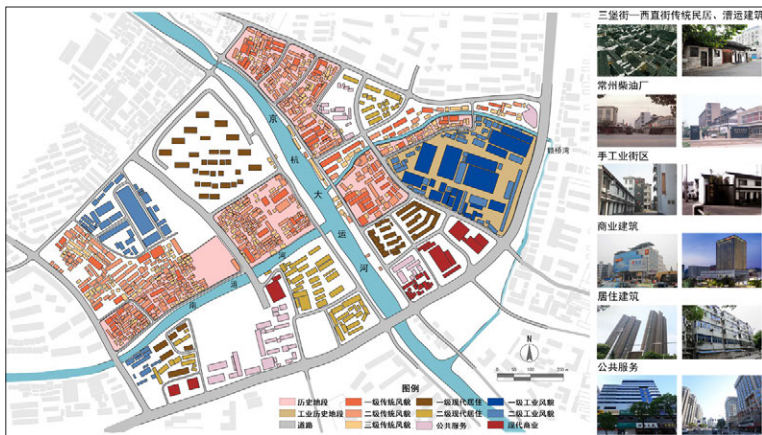 三堡街—西直街传统民居、漕运建筑
常州柴油厂
手工业街区
商业建筑
居住建筑
公共服务
京
杭
大
运
河
南
运
河
N
0 50 100 200 m
图例
历史地段
一级传统风貌
一级现代居住
一级工业风貌
工业历史地段
二级传统风貌
二级现代居住
二级工业风貌
道路
三级传统风貌
公共服务
现代商业